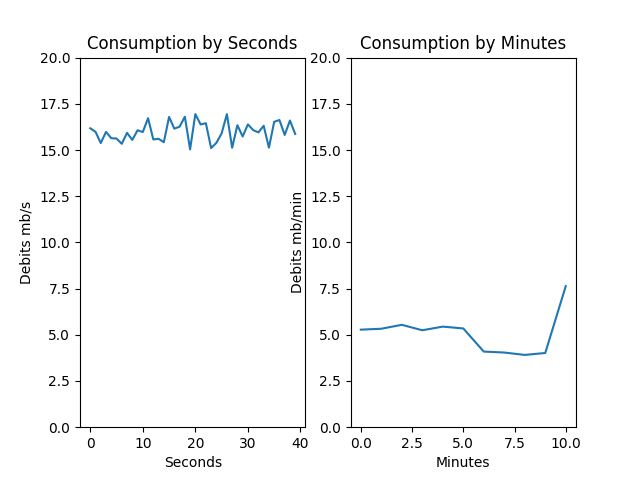 Consumption by Seconds
20.0
17.5
15.0
12.5
10.0
7.5
5.0
2.5
0.0
Debits mb/s
0 10 20 30 40
Seconds
Consumption by Minutes
20.0
17.5
15.0
12.5
10.0
7.5
5.0
2.5
0.0
Debits mb/min
0.0 2.5 5.0 7.5 10.0
Minutes